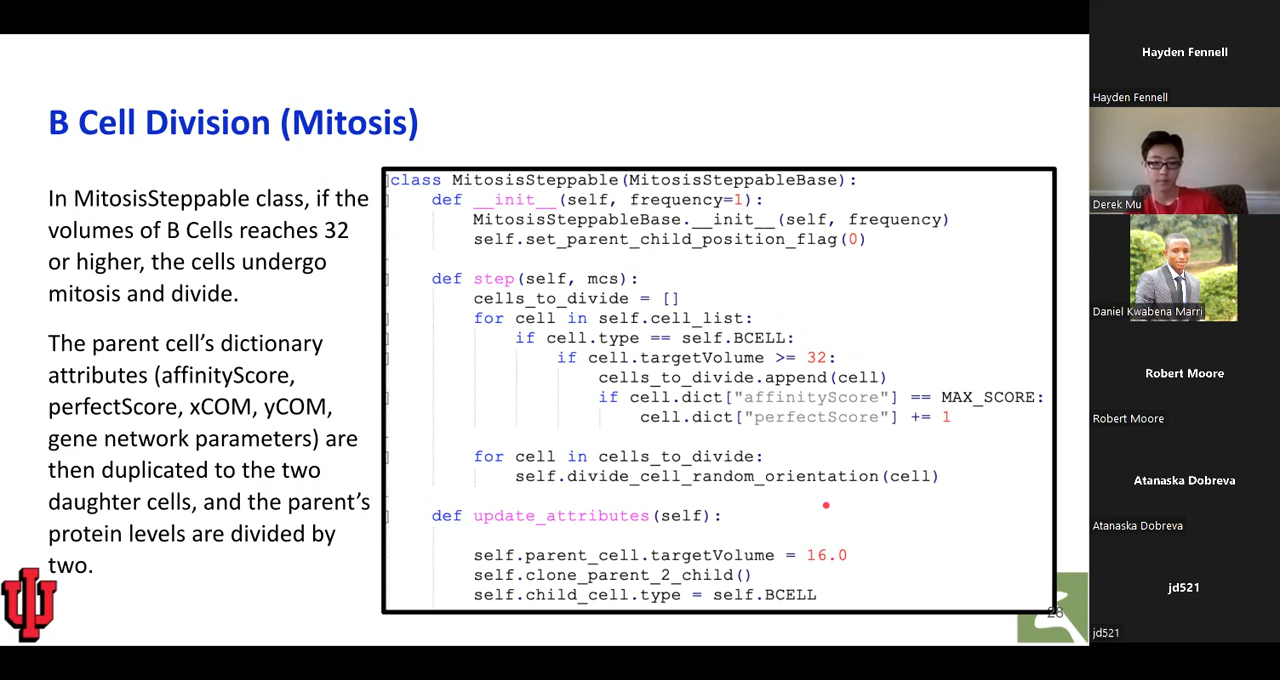 B Cell Division (Mitosis)
In MitosisSteppable class, if the
volumes of B Cells reaches 32
or higher, the cells undergo
mitosis and divide.
The parent cell's dictionary
attributes (affinityScore,
perfectScore, xCOM, yCOM,
gene network parameters) are
then duplicated to the two
daughter cells, and the parent's
protein levels are divided by
two.
class MitosisSteppable(MitosisSteppableBase):
def __init__(self, frequency=1):
MitosisSteppableBase.__init__(self, frequency)
self.set_parent_child_position_flag(0)
def step(self, mcs):
cells_to_divide = []
for cell in self.cell_list:
if cell.type == self.BCELL:
if cell.targetVolume >= 32:
cells_to_divide.append(cell)
if cell.dict["affinityScore"] == MAX_SCORE:
cell.dict["perfectScore"] += 1
for cell in cells_to_divide:
self.divide_cell_random_orientation(cell)
def update_attributes(self):
self.parent_cell.targetVolume = 16.0
self.clone_parent_2_child()
self.child_cell.type = self.BCELL
Hayden Fennell
Hayden Fennell
Derek Mu
Daniel Kwabena Marri
Robert Moore
Robert Moore
Atanaska Dobreva
Atanaska Dobreva
jd521
jd521